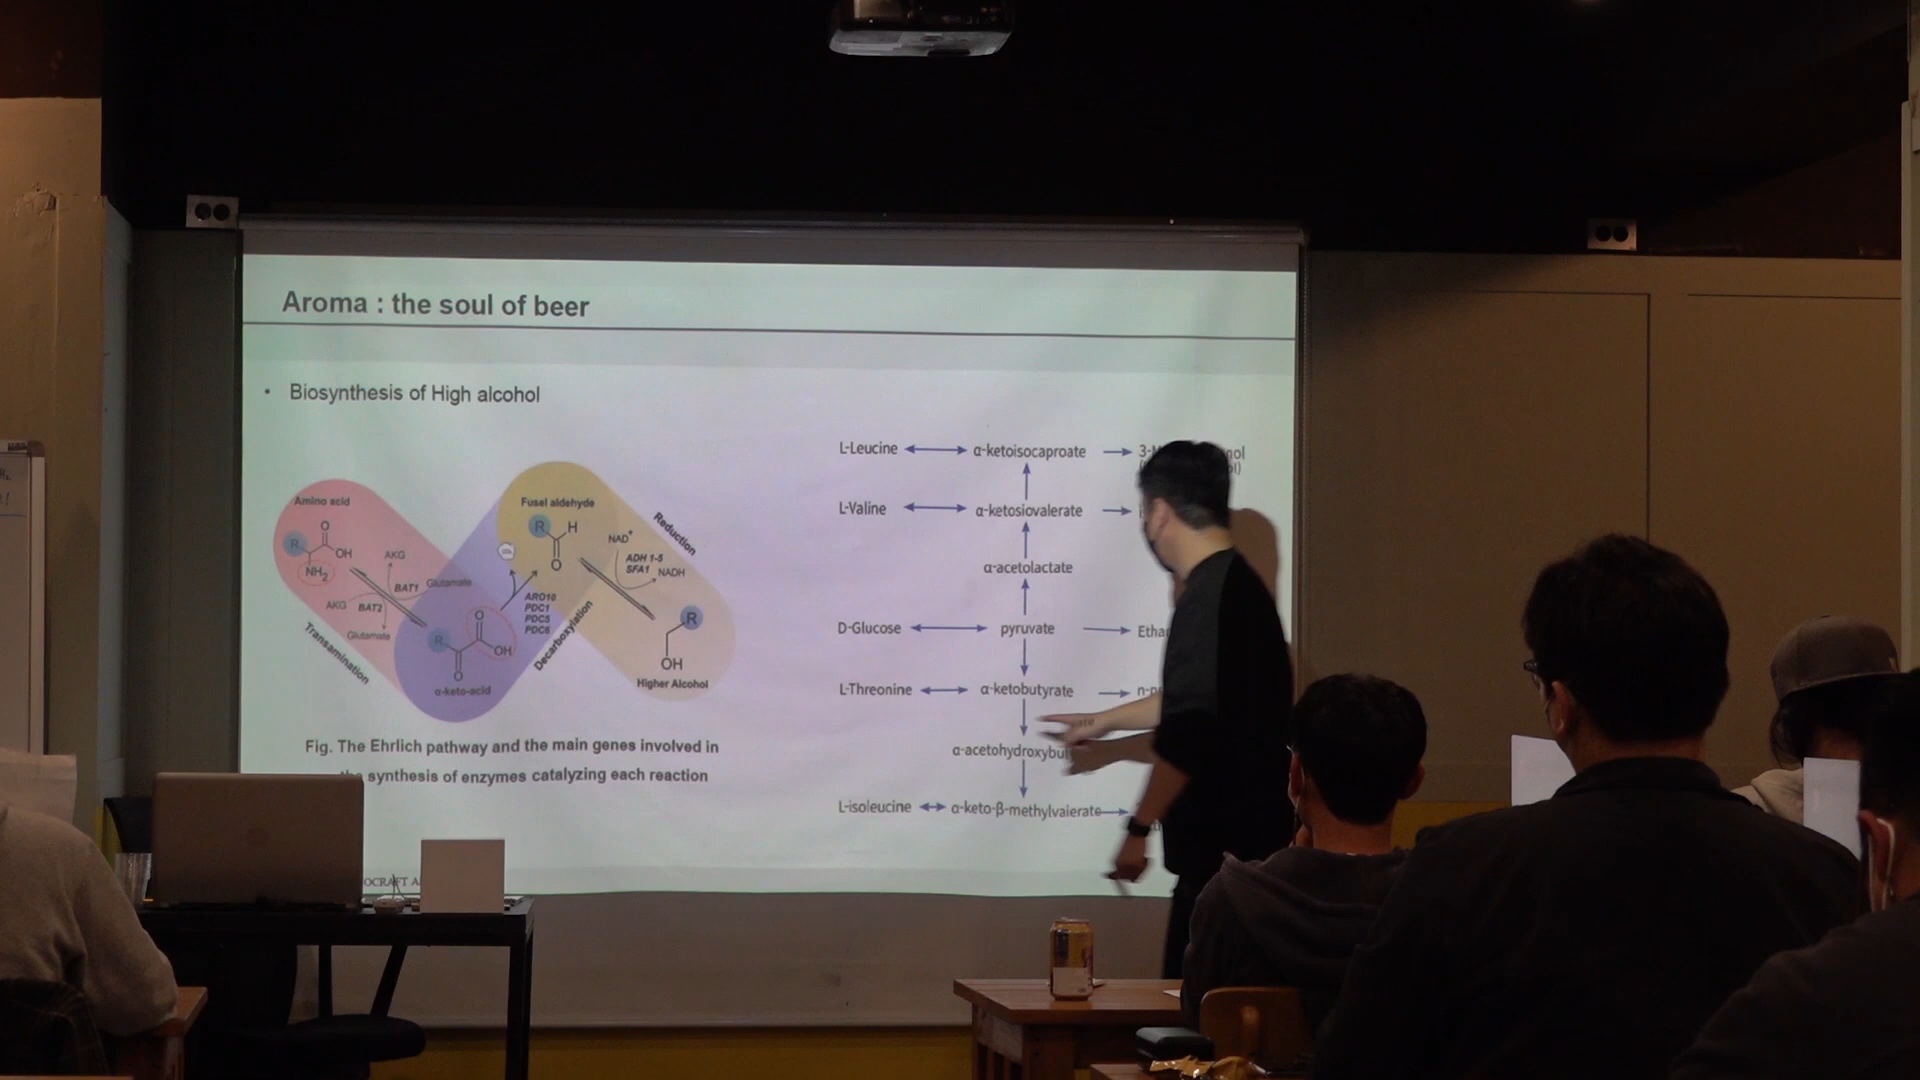 Aroma : the soul of beer
• Biosynthesis of High alcohol
Amino acid
R
O
OH
NH2
AKG
BAT1
Glutamate
AKG
BAT2
Glutamate
Transamination
R
O
OH
O
α-keto-acid
ARO10
PDC1
PDC5
PDC6
Decarboxylation
Fusel aldehyde
R
H
O
NAD+
ADH 1-5
SFA1
NADH
Reduction
R
OH
Higher Alcohol
Fig. The Ehrlich pathway and the main genes involved in
synthesis of enzymes catalyzing each reaction
L-Leucine
α-ketoisocaproate
L-Valine
α-ketosiovalerate
α-acetolactate
D-Glucose
pyruvate
L-Threonine
α-ketobutyrate
L-isoleucine
α-keto-β-methylvaierate